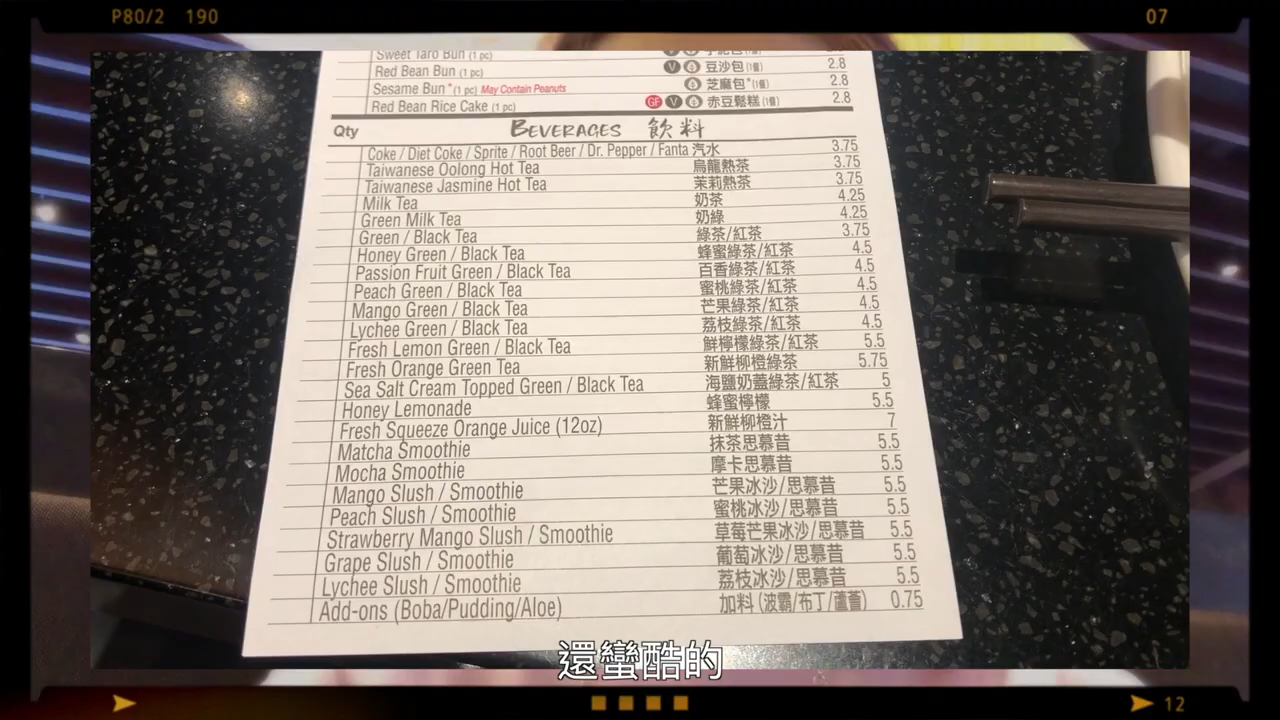 P80/2 190
07
Sweet Taro Bun (1 pc) V
Red Bean Bun (1 pc) V 豆沙包(1個) 2.8
Sesame Bun*(1 pc) May Contain Peanuts 芝麻包*(1個) 2.8
Red Bean Rice Cake (1 pc) GF V 赤豆鬆糕(1個) 2.8
Qty BEVERAGES 飲料
Coke / Diet Coke / Sprite / Root Beer / Dr. Pepper / Fanta 汽水 3.75
Taiwanese Oolong Hot Tea 烏龍熱茶 3.75
Taiwanese Jasmine Hot Tea 茉莉熱茶 3.75
Milk Tea 奶茶 4.25
Green Milk Tea 奶綠 4.25
Green / Black Tea 綠茶/紅茶 3.75
Honey Green / Black Tea 蜂蜜綠茶/紅茶 4.5
Passion Fruit Green / Black Tea 百香綠茶/紅茶 4.5
Peach Green / Black Tea 蜜桃綠茶/紅茶 4.5
Mango Green / Black Tea 芒果綠茶/紅茶 4.5
Lychee Green / Black Tea 荔枝綠茶/紅茶 4.5
Fresh Lemon Green / Black Tea 鮮檸檬綠茶/紅茶 5.5
Fresh Orange Green Tea 新鮮柳橙綠茶 5.75
Sea Salt Cream Topped Green / Black Tea 海鹽奶蓋綠茶/紅茶 5
Honey Lemonade 蜂蜜檸檬 5.5
Fresh Squeeze Orange Juice (12oz) 新鮮柳橙汁 7
Matcha Smoothie 抹茶思慕昔 5.5
Mocha Smoothie 摩卡思慕昔 5.5
Mango Slush / Smoothie 芒果冰沙/思慕昔 5.5
Peach Slush / Smoothie 蜜桃冰沙/思慕昔 5.5
Strawberry Mango Slush / Smoothie 草莓芒果冰沙/思慕昔 5.5
Grape Slush / Smoothie 葡萄冰沙/思慕昔 5.5
Lychee Slush / Smoothie 荔枝冰沙/思慕昔 5.5
Add-ons (Boba/Pudding/Aloe) 加料 (波霸/布丁/蘆薈) 0.75
還蠻酷的
12